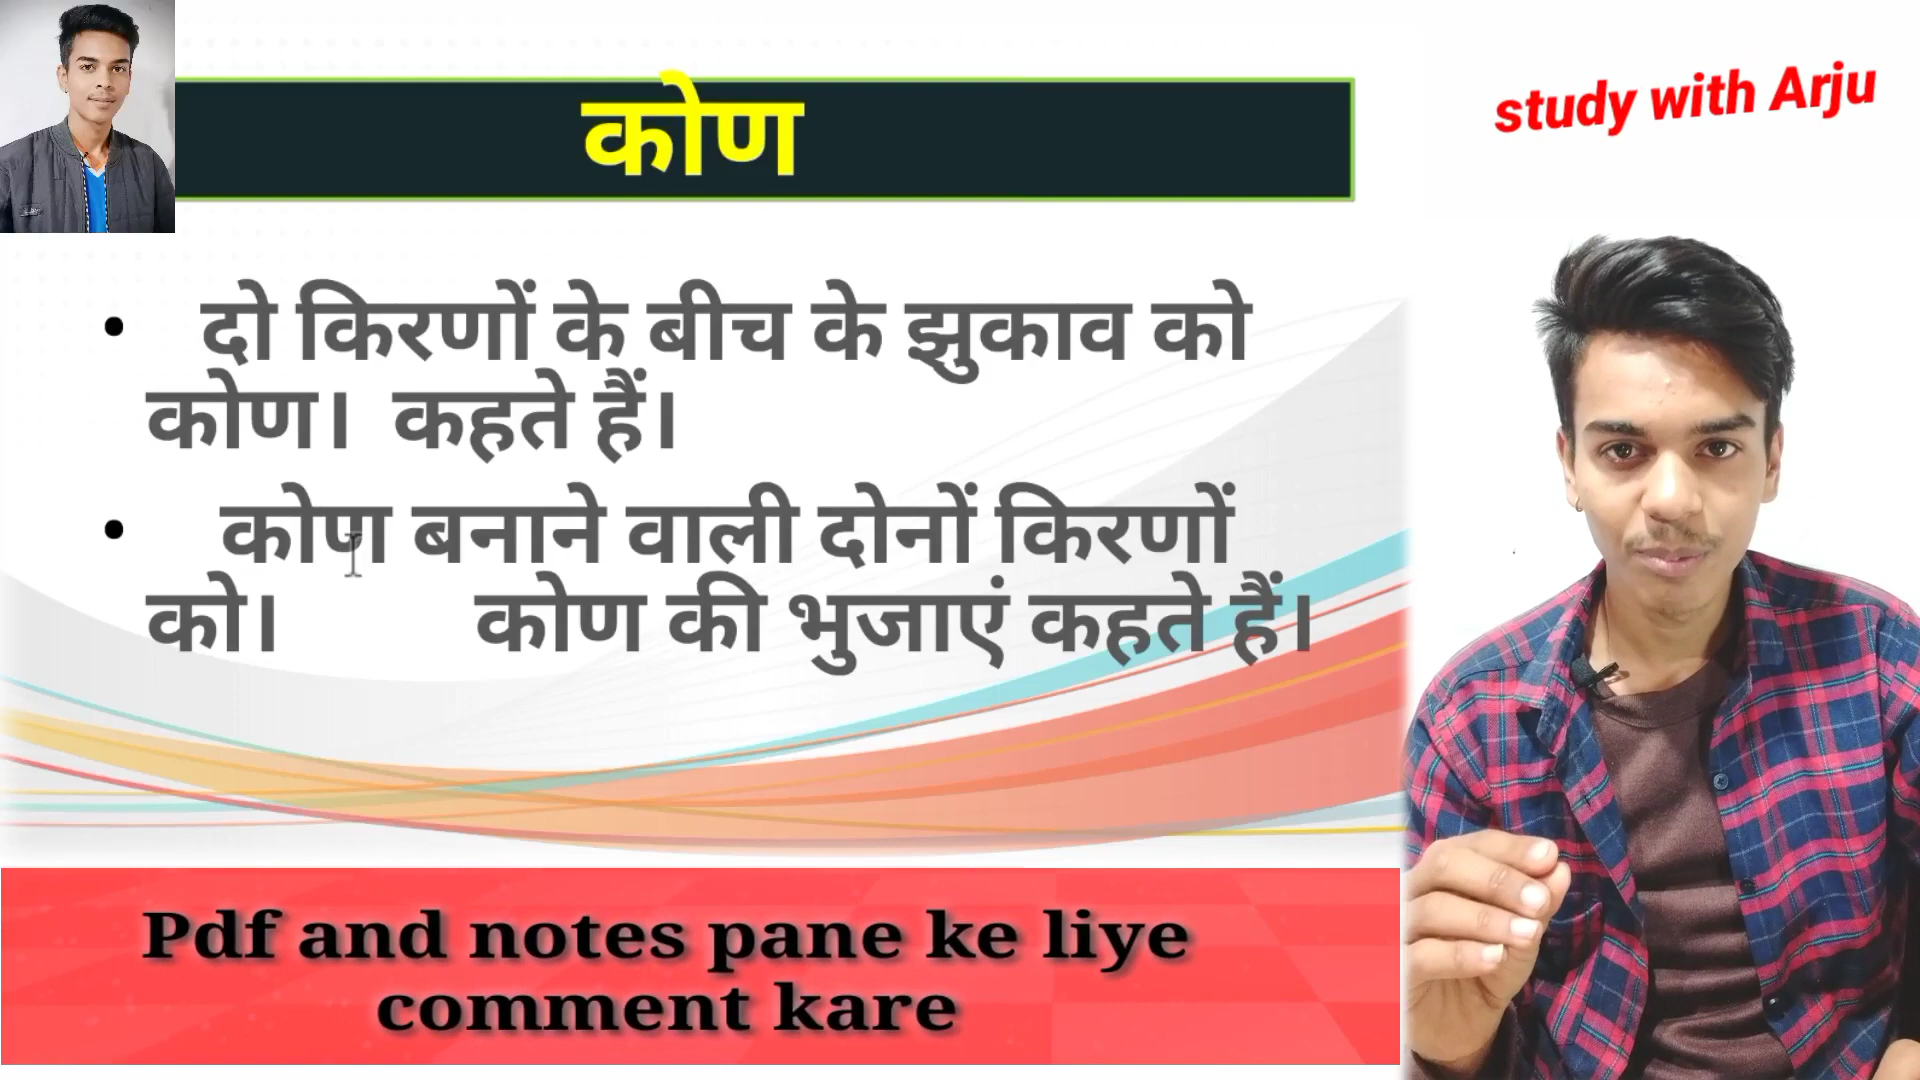 कोण
study with Arju
• दो किरणों के बीच के झुकाव को
कोण। कहते हैं।
• कोण बनाने वाली दोनों किरणों
को। कोण की भुजाएं कहते हैं।
Pdf and notes pane ke liye
comment kare